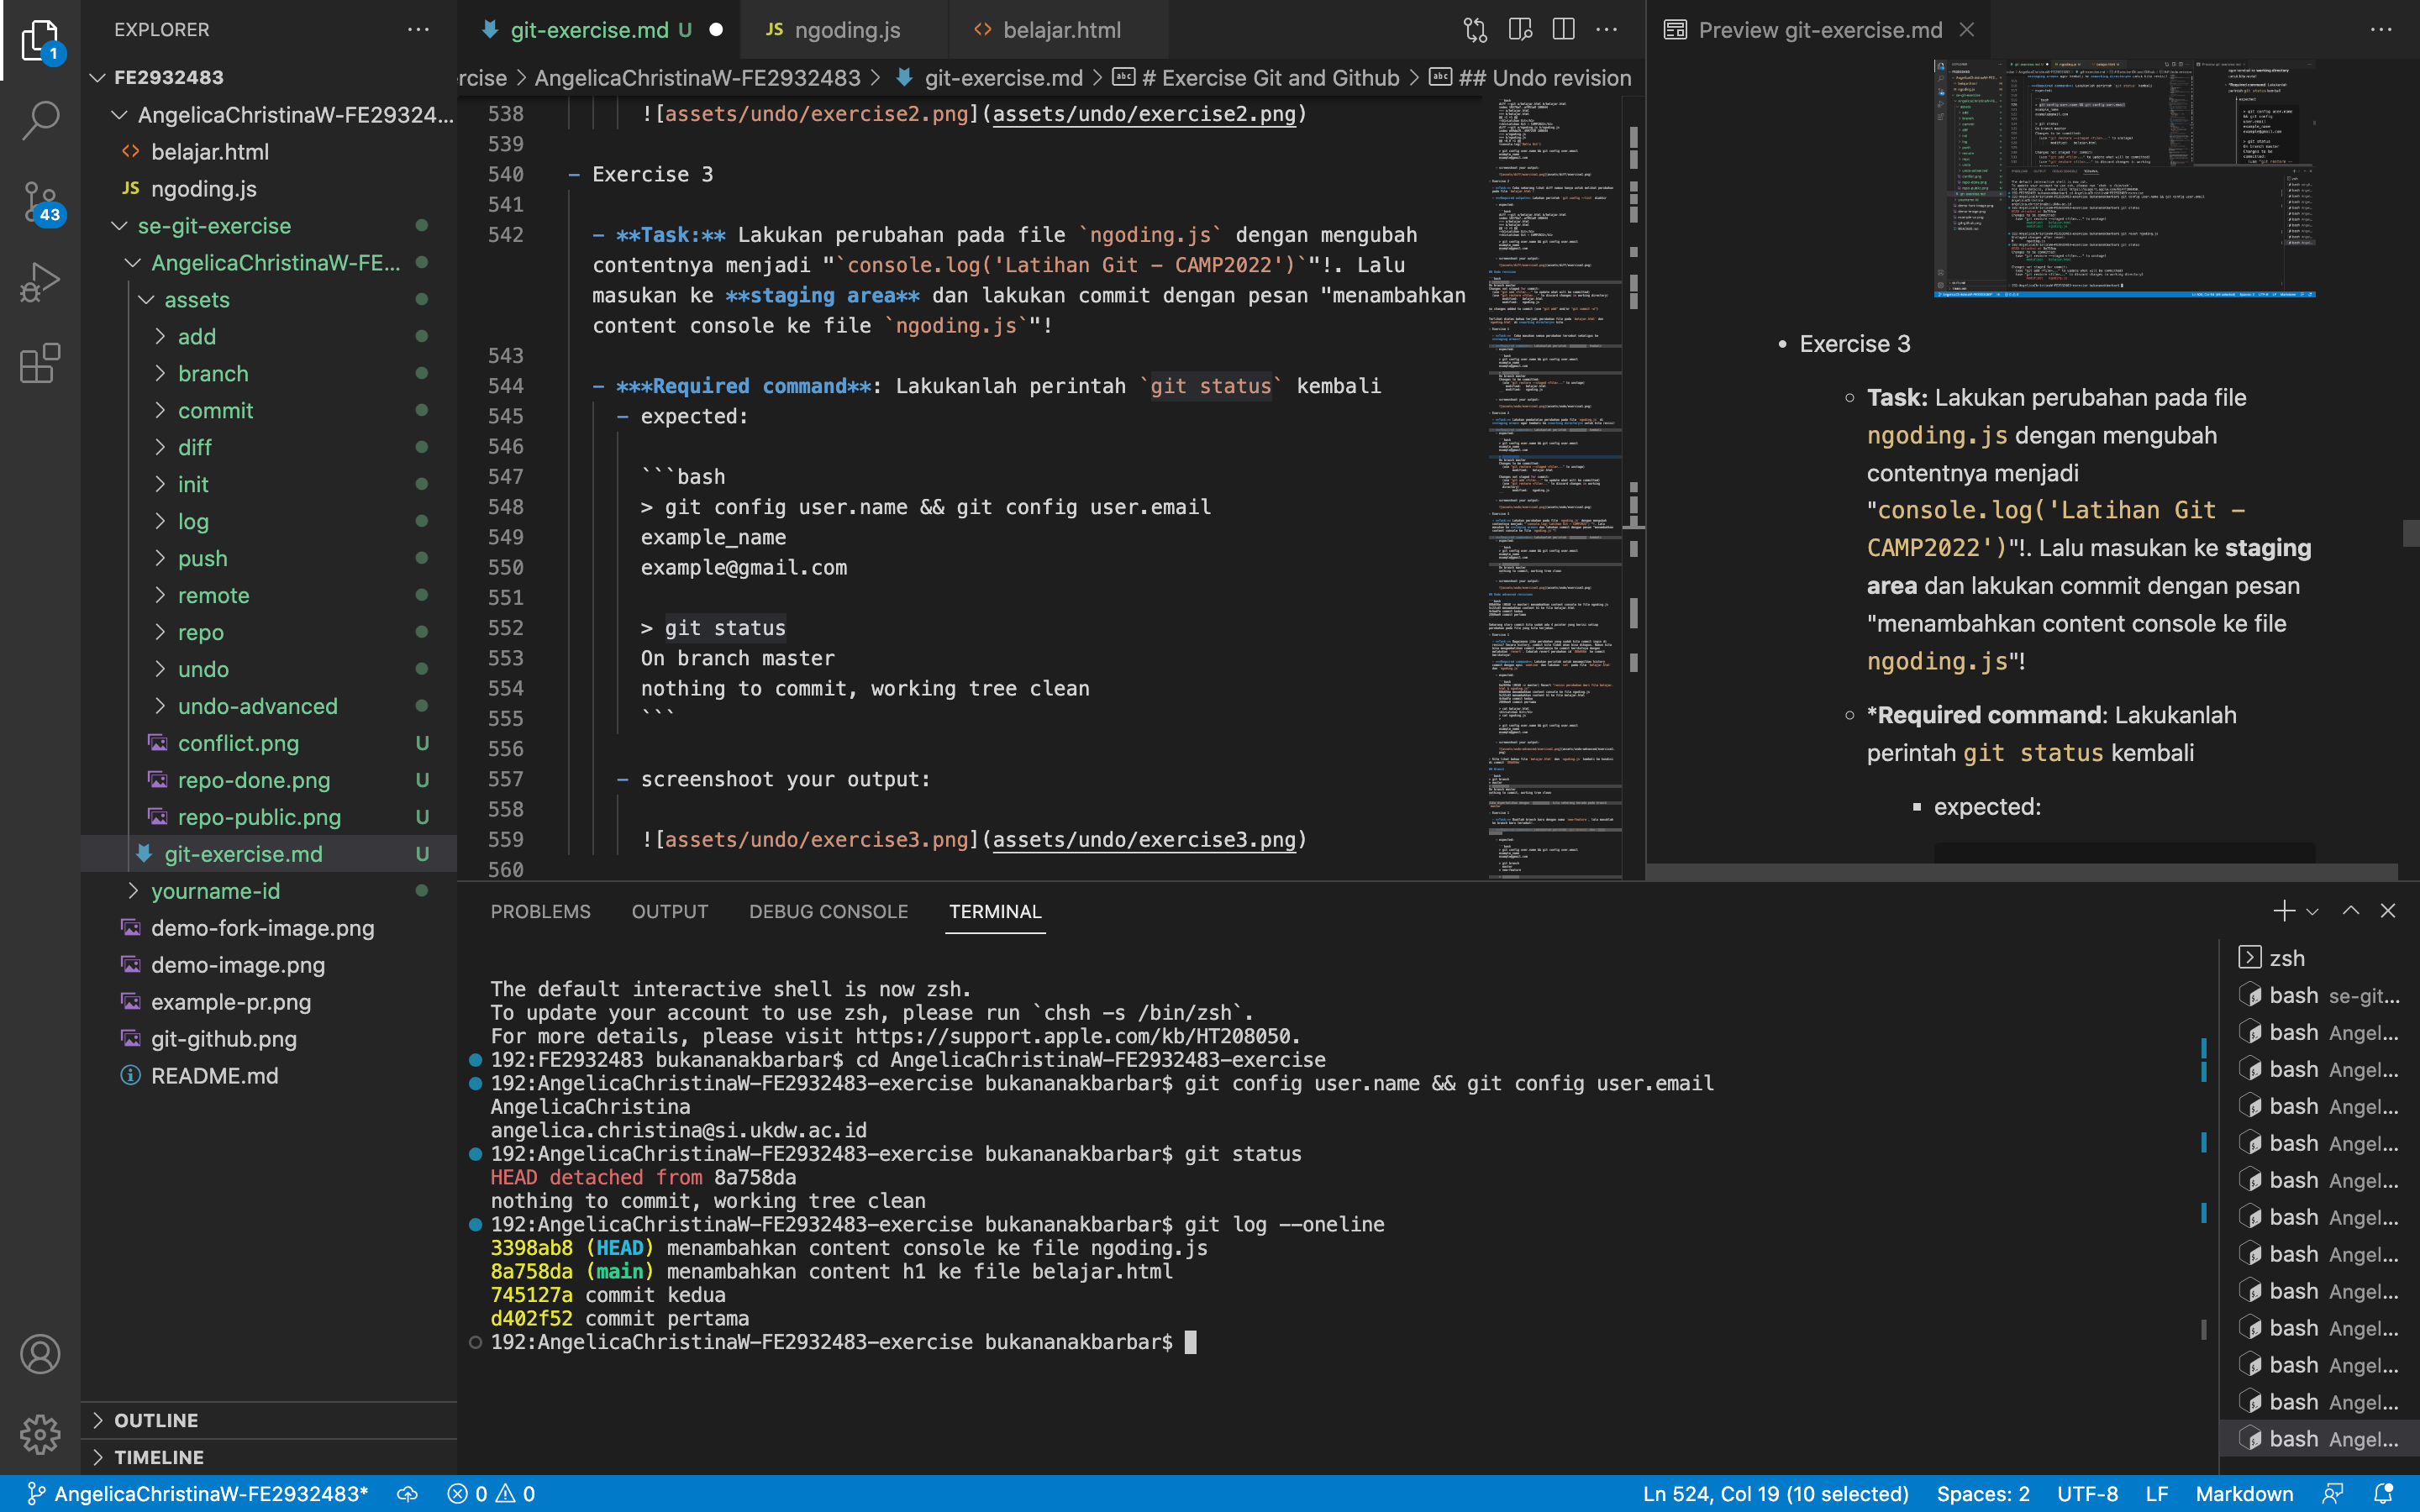 EXPLORER
FE2932483
AngelicaChristinaW-FE29324...
belajar.html
JS ngoding.js
se-git-exercise
AngelicaChristinaW-FE...
assets
add
branch
commit
diff
init
log
push
remote
repo
undo
undo-advanced
conflict.png U
repo-done.png U
repo-public.png U
git-exercise.md U
yourname-id
demo-fork-image.png
demo-image.png
example-pr.png
git-github.png
README.md
OUTLINE
TIMELINE
1
43
git-exercise.md U
JS ngoding.js
belajar.html
ercise > AngelicaChristinaW-FE2932483 > git-exercise.md > # Exercise Git and Github > ## Undo revision
538 ![assets/undo/exercise2.png](assets/undo/exercise2.png)
539
540 - Exercise 3
541
542 - **Task:** Lakukan perubahan pada file `ngoding.js` dengan mengubah
contentnya menjadi "`console.log('Latihan Git - CAMP2022')`"!. Lalu
masukan ke **staging area** dan lakukan commit dengan pesan "menambahkan
content console ke file `ngoding.js`"!
543
544 - ***Required command**: Lakukanlah perintah `git status` kembali
545 - expected:
546
547 ```bash
548 > git config user.name && git config user.email
549 example_name
550 example@gmail.com
551
552 > git status
553 On branch master
554 nothing to commit, working tree clean
555 ```
556
557 - screenshoot your output:
558
559 ![assets/undo/exercise3.png](assets/undo/exercise3.png)
560
Preview git-exercise.md
• Exercise 3
Task: Lakukan perubahan pada file
ngoding.js dengan mengubah
contentnya menjadi
"console.log('Latihan Git -
CAMP2022')"!. Lalu masukan ke staging
area dan lakukan commit dengan pesan
"menambahkan content console ke file
ngoding.js"!
*Required command: Lakukanlah
perintah git status kembali
expected:
PROBLEMS OUTPUT DEBUG CONSOLE TERMINAL
The default interactive shell is now zsh.
To update your account to use zsh, please run `chsh -s /bin/zsh`.
For more details, please visit https://support.apple.com/kb/HT208050.
192:FE2932483 bukananakbarbar$ cd AngelicaChristinaW-FE2932483-exercise
192:AngelicaChristinaW-FE2932483-exercise bukananakbarbar$ git config user.name && git config user.email
AngelicaChristina
angelica.christina@si.ukdw.ac.id
192:AngelicaChristinaW-FE2932483-exercise bukananakbarbar$ git status
HEAD detached from 8a758da
nothing to commit, working tree clean
192:AngelicaChristinaW-FE2932483-exercise bukananakbarbar$ git log --oneline
3398ab8 (HEAD) menambahkan content console ke file ngoding.js
8a758da (main) menambahkan content h1 ke file belajar.html
745127a commit kedua
d402f52 commit pertama
192:AngelicaChristinaW-FE2932483-exercise bukananakbarbar$
zsh
bash se-git...
bash Angel...
bash Angel...
bash Angel...
bash Angel...
bash Angel...
bash Angel...
bash Angel...
bash Angel...
bash Angel...
bash Angel...
bash Angel...
bash Angel...
AngelicaChristinaW-FE2932483* 0 0
Ln 524, Col 19 (10 selected) Spaces: 2 UTF-8 LF Markdown